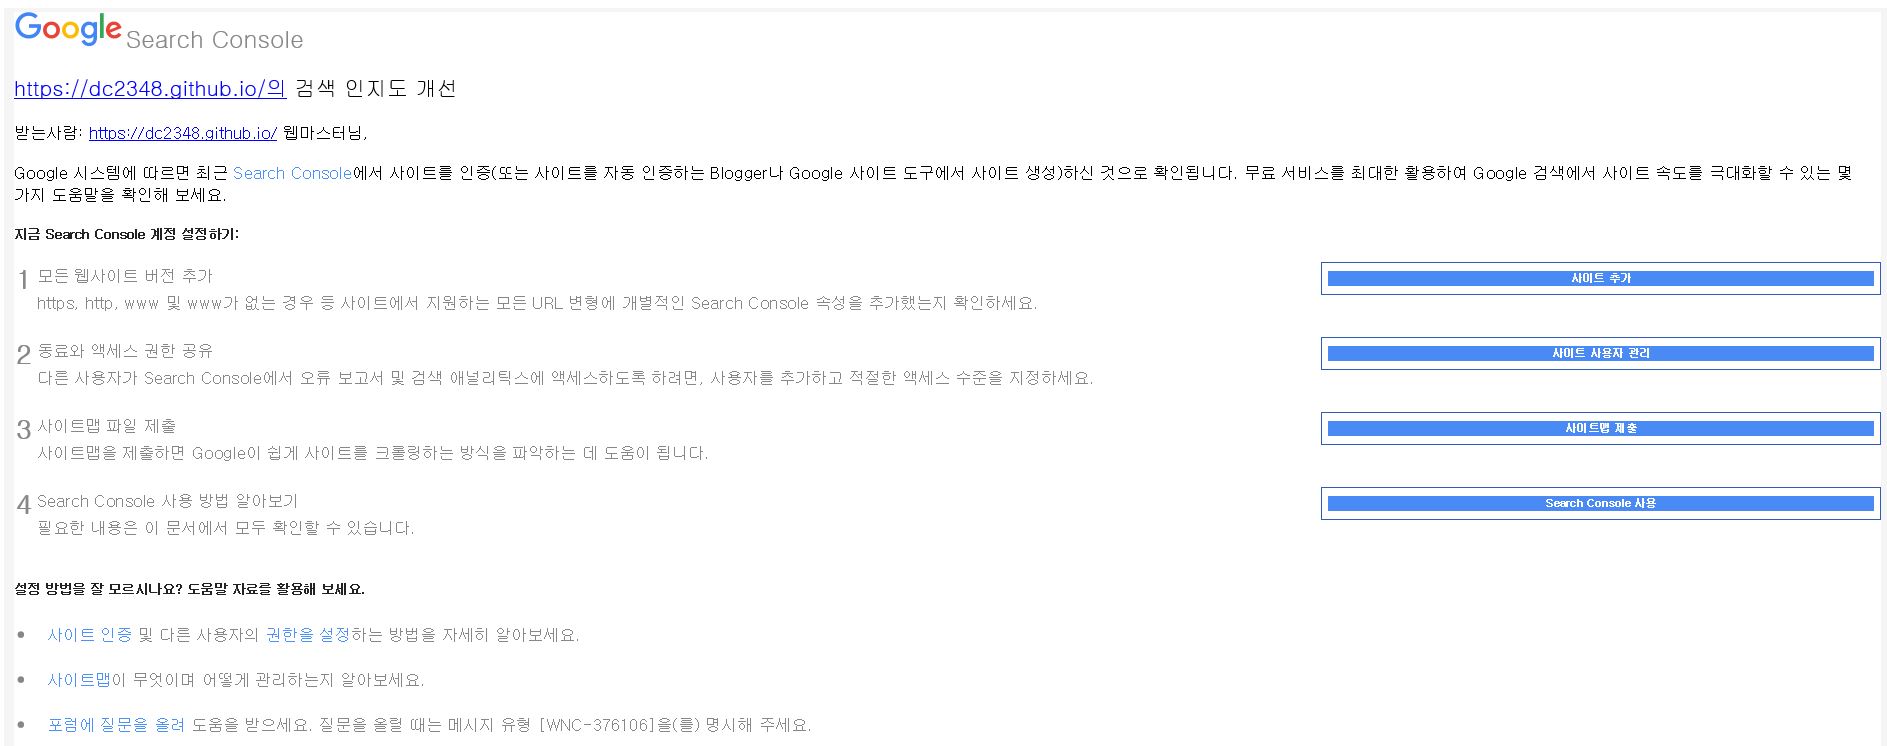 Google Search Console
https://dc2348.github.io/의 검색 인지도 개선
받는사람: https://dc2348.github.io/ 웹마스터님,
Google 시스템에 따르면 최근 Search Console에서 사이트를 인증(또는 사이트를 자동 인증하는 Blogger나 Google 사이트 도구에서 사이트 생성)하신 것으로 확인됩니다. 무료 서비스를 최대한 활용하여 Google 검색에서 사이트 속도를 극대화할 수 있는 몇
가지 도움말을 확인해 보세요.
지금 Search Console 계정 설정하기:
1 모든 웹사이트 버전 추가
https, http, www 및 www가 없는 경우 등 사이트에서 지원하는 모든 URL 변형에 개별적인 Search Console 속성을 추가했는지 확인하세요.
사이트 추가
2 동료와 액세스 권한 공유
다른 사용자가 Search Console에서 오류 보고서 및 검색 애널리틱스에 액세스하도록 하려면, 사용자를 추가하고 적절한 액세스 수준을 지정하세요.
사이트 사용자 관리
3 사이트맵 파일 제출
사이트맵을 제출하면 Google이 쉽게 사이트를 크롤링하는 방식을 파악하는 데 도움이 됩니다.
사이트맵 제출
4 Search Console 사용 방법 알아보기
필요한 내용은 이 문서에서 모두 확인할 수 있습니다.
Search Console 사용
설정 방법을 잘 모르시나요? 도움말 자료를 활용해 보세요.
• 사이트 인증 및 다른 사용자의 권한을 설정하는 방법을 자세히 알아보세요.
• 사이트맵이 무엇이며 어떻게 관리하는지 알아보세요.
• 포럼에 질문을 올려 도움을 받으세요. 질문을 올릴 때는 메시지 유형 [WNC-376106]을(를) 명시해 주세요.